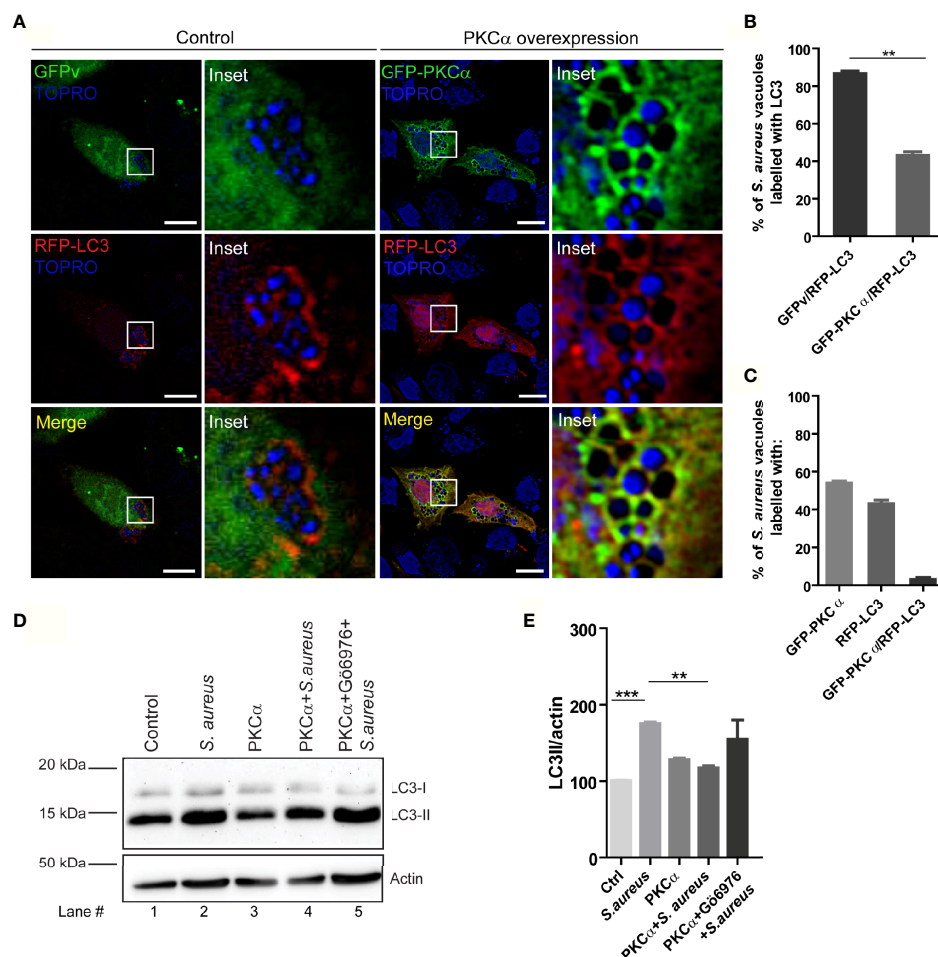 A
Control
PKCα overexpression
GFPv
TOPRO
Inset
GFP-PKCα
TOPRO
Inset
RFP-LC3
TOPRO
Inset
RFP-LC3
TOPRO
Inset
Merge
Inset
Merge
Inset
B
% of S. aureus vacuoles
labelled with LC3
100
80
60
40
20
0
**
GFPv/RFP-LC3
GFP-PKC α/RFP-LC3
C
% of S. aureus vacuoles
labelled with:
100
80
60
40
20
0
GFP-PKC α
RFP-LC3
GFP-PKC α/RFP-LC3
D
Control
S. aureus
PKCα
PKCα+S.aureus
PKCα+Gö6976+
S.aureus
20 kDa
15 kDa
50 kDa
LC3-I
LC3-II
Actin
Lane # 1 2 3 4 5
E
LC3II/actin
300
200
100
0
***
**
Ctrl
S.aureus
PKCα
PKCα+S. aureus
PKCα+Gö6976
+S.aureus